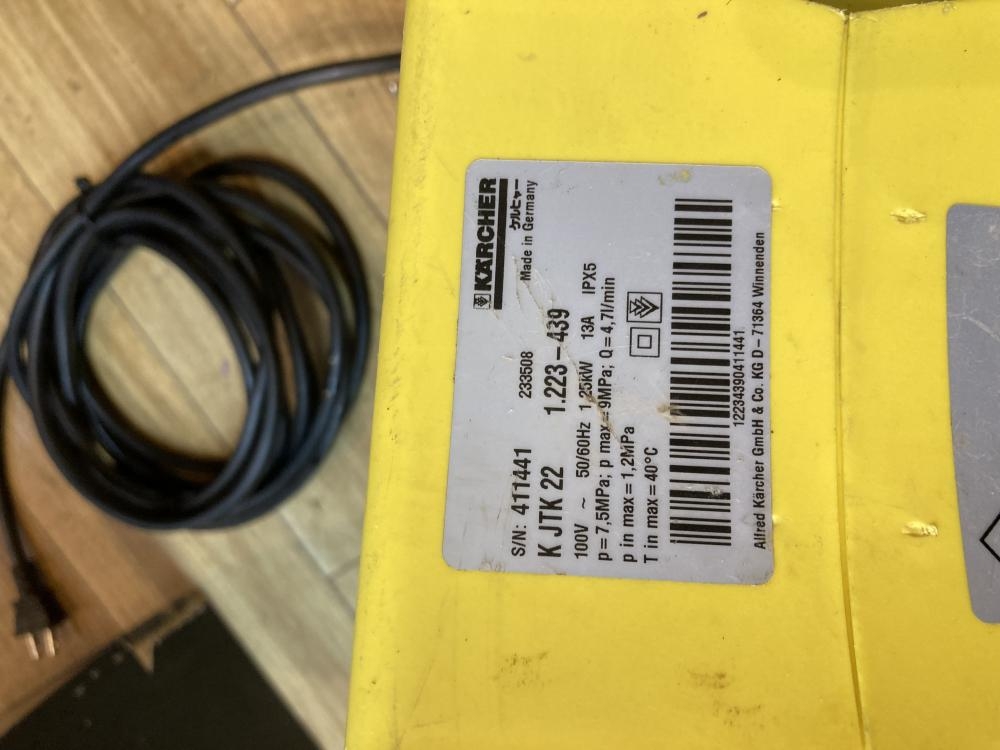 KÄRCHER
ケルヒャー
Made in Germany
S/N: 411441 233508
K JTK 22 1.223–439
100V ~ 50/60Hz 1,25kW 13A IPX5
p=7,5MPa; p max=9MPa; Q=4,7l/min
p in max=1,2MPa
T in max=40°C
12234390411441
Alfred Kärcher GmbH & Co. KG D–71364 Winnenden